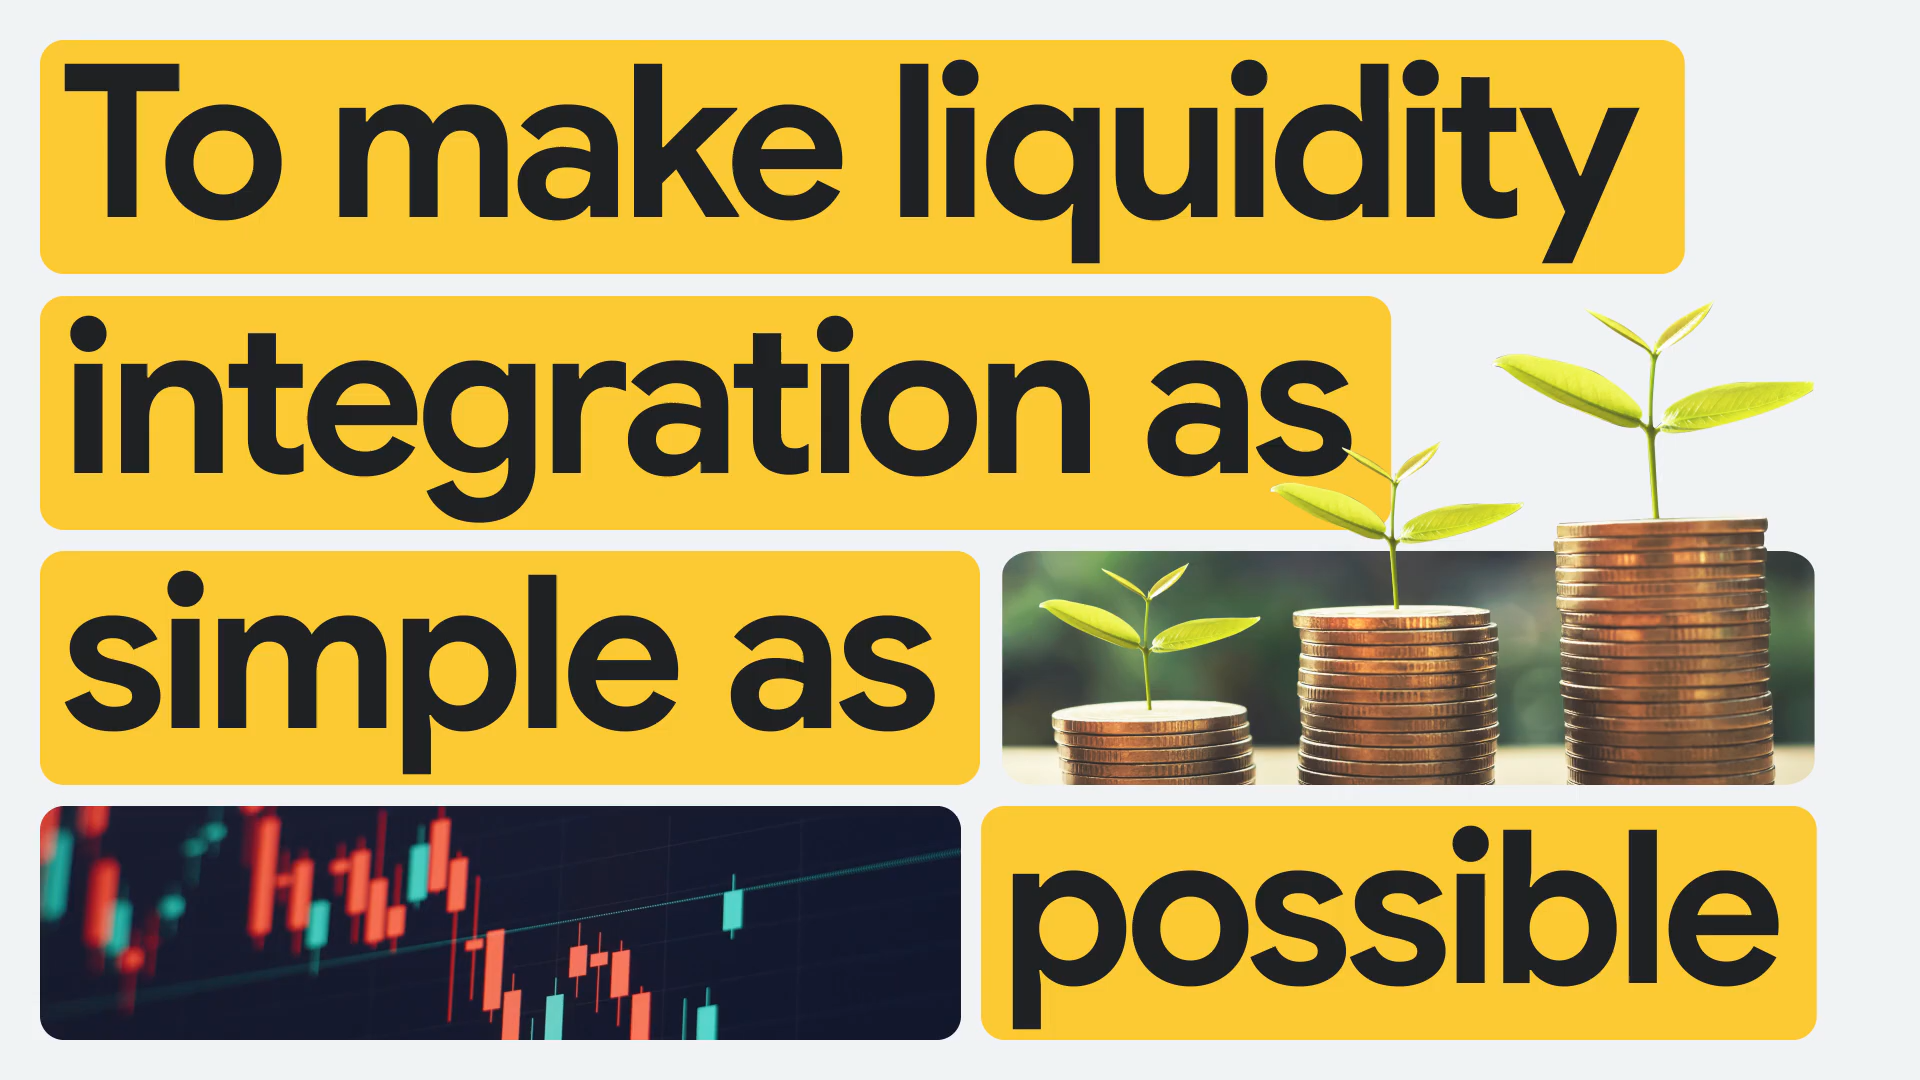 To make liquidity
integration as
simple as
possible